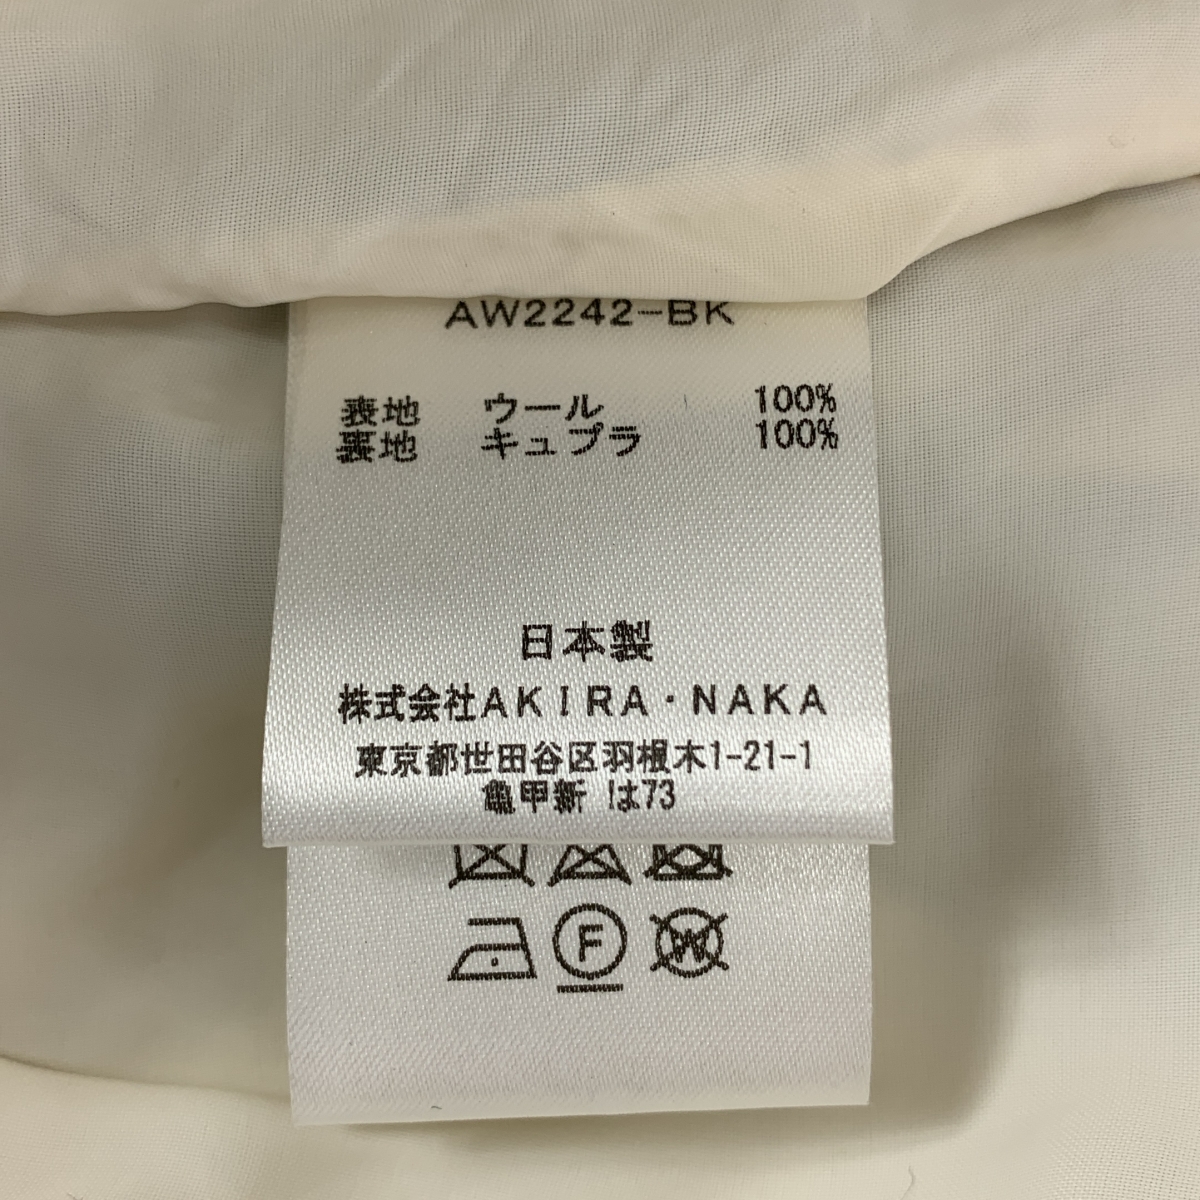 AW2242-BK
表地 ウール 100%
裏地 キュプラ 100%
日本製
株式会社AKIRA・NAKA
東京都世田谷区羽根木1-21-1
亀甲新 は73
F
W